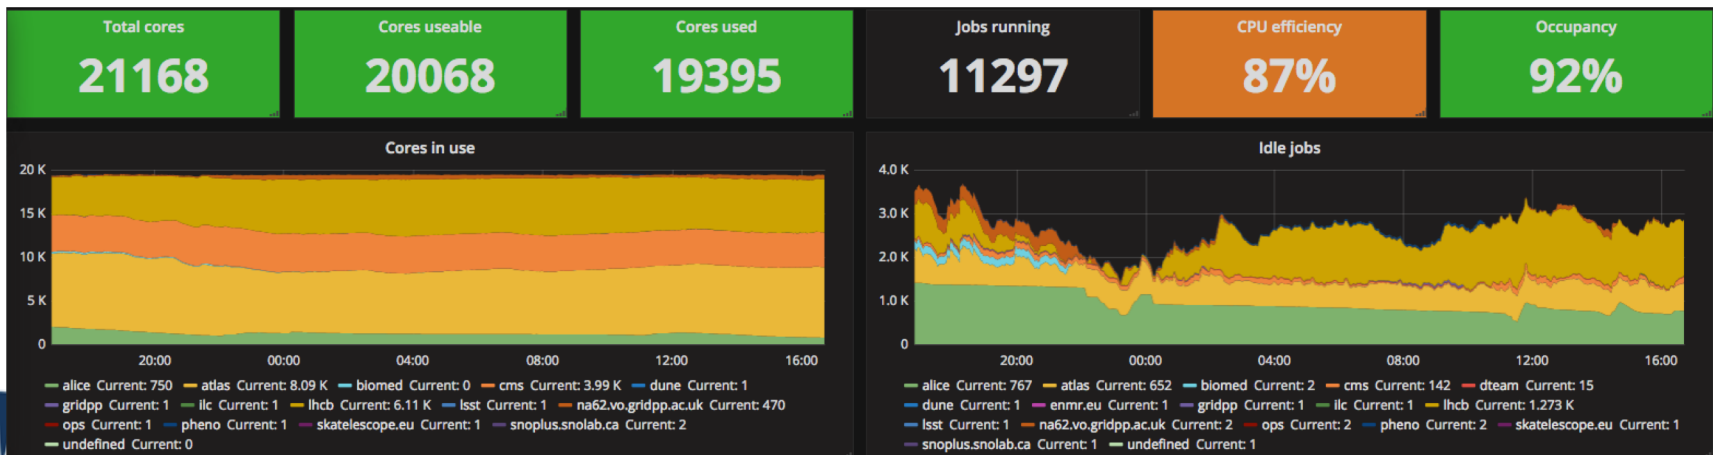 Total cores
21168
Cores useable
20068
Cores used
19395
Jobs running
11297
CPU efficiency
87%
Occupancy
92%
Cores in use
20 K
15 K
10 K
5 K
0
20:00 00:00 04:00 08:00 12:00 16:00
alice Current: 750 atlas Current: 8.09 K biomed Current: 0 cms Current: 3.99 K dune Current: 1
gridpp Current: 1 ilc Current: 1 lhcb Current: 6.11 K lsst Current: 1 na62.vo.gridpp.ac.uk Current: 470
ops Current: 1 pheno Current: 1 skatelescope.eu Current: 1 snoplus.snolab.ca Current: 2
undefined Current: 0
Idle jobs
4.0 K
3.0 K
2.0 K
1.0 K
0
20:00 00:00 04:00 08:00 12:00 16:00
alice Current: 767 atlas Current: 652 biomed Current: 2 cms Current: 142 dteam Current: 15
dune Current: 1 enmr.eu Current: 1 gridpp Current: 1 ilc Current: 1 lhcb Current: 1.273 K
lsst Current: 1 na62.vo.gridpp.ac.uk Current: 2 ops Current: 2 pheno Current: 2 skatelescope.eu Current: 1
snoplus.snolab.ca Current: 1 undefined Current: 1